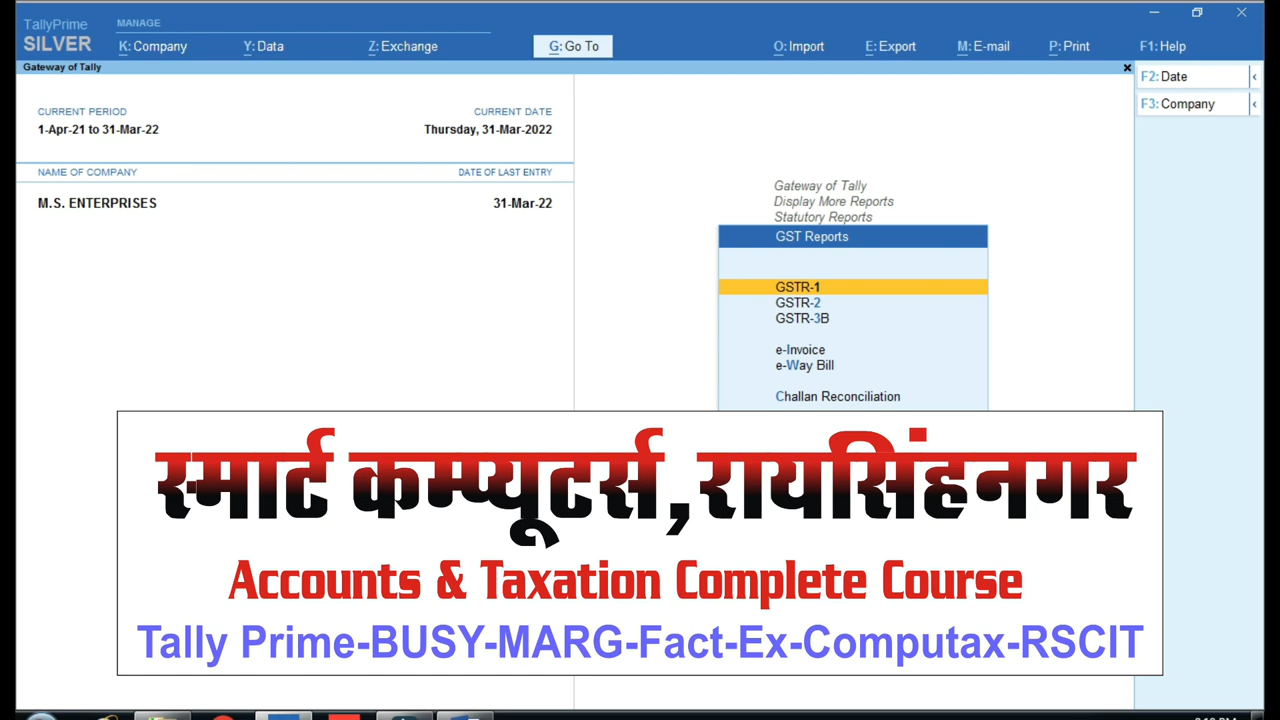 TallyPrime
SILVER
MANAGE
K: Company Y: Data Z: Exchange G: Go To O: Import E: Export M: E-mail P: Print F1: Help
Gateway of Tally
F2: Date
F3: Company
CURRENT PERIOD CURRENT DATE
1-Apr-21 to 31-Mar-22 Thursday, 31-Mar-2022
NAME OF COMPANY DATE OF LAST ENTRY
M.S. ENTERPRISES 31-Mar-22
Gateway of Tally
Display More Reports
Statutory Reports
GST Reports
GSTR-1
GSTR-2
GSTR-3B
e-Invoice
e-Way Bill
Challan Reconciliation
स्मार्ट कम्प्यूटर्स,रायसिंहनगर
Accounts & Taxation Complete Course
Tally Prime-BUSY-MARG-Fact-Ex-Computax-RSCIT